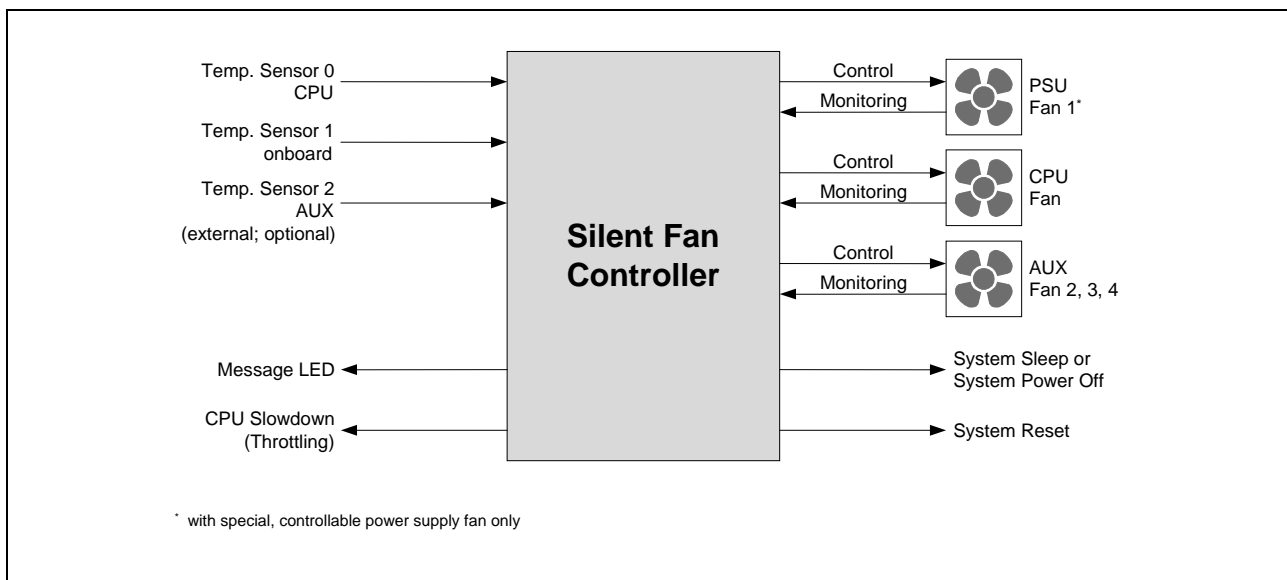 Temp. Sensor 0
CPU
Temp. Sensor 1
onboard
Temp. Sensor 2
AUX
(external; optional)
Message LED
CPU Slowdown
(Throttling)
Silent Fan
Controller
Control
Monitoring
PSU
Fan 1*
Control
Monitoring
CPU
Fan
Control
Monitoring
AUX
Fan 2, 3, 4
System Sleep or
System Power Off
System Reset
* with special, controllable power supply fan only